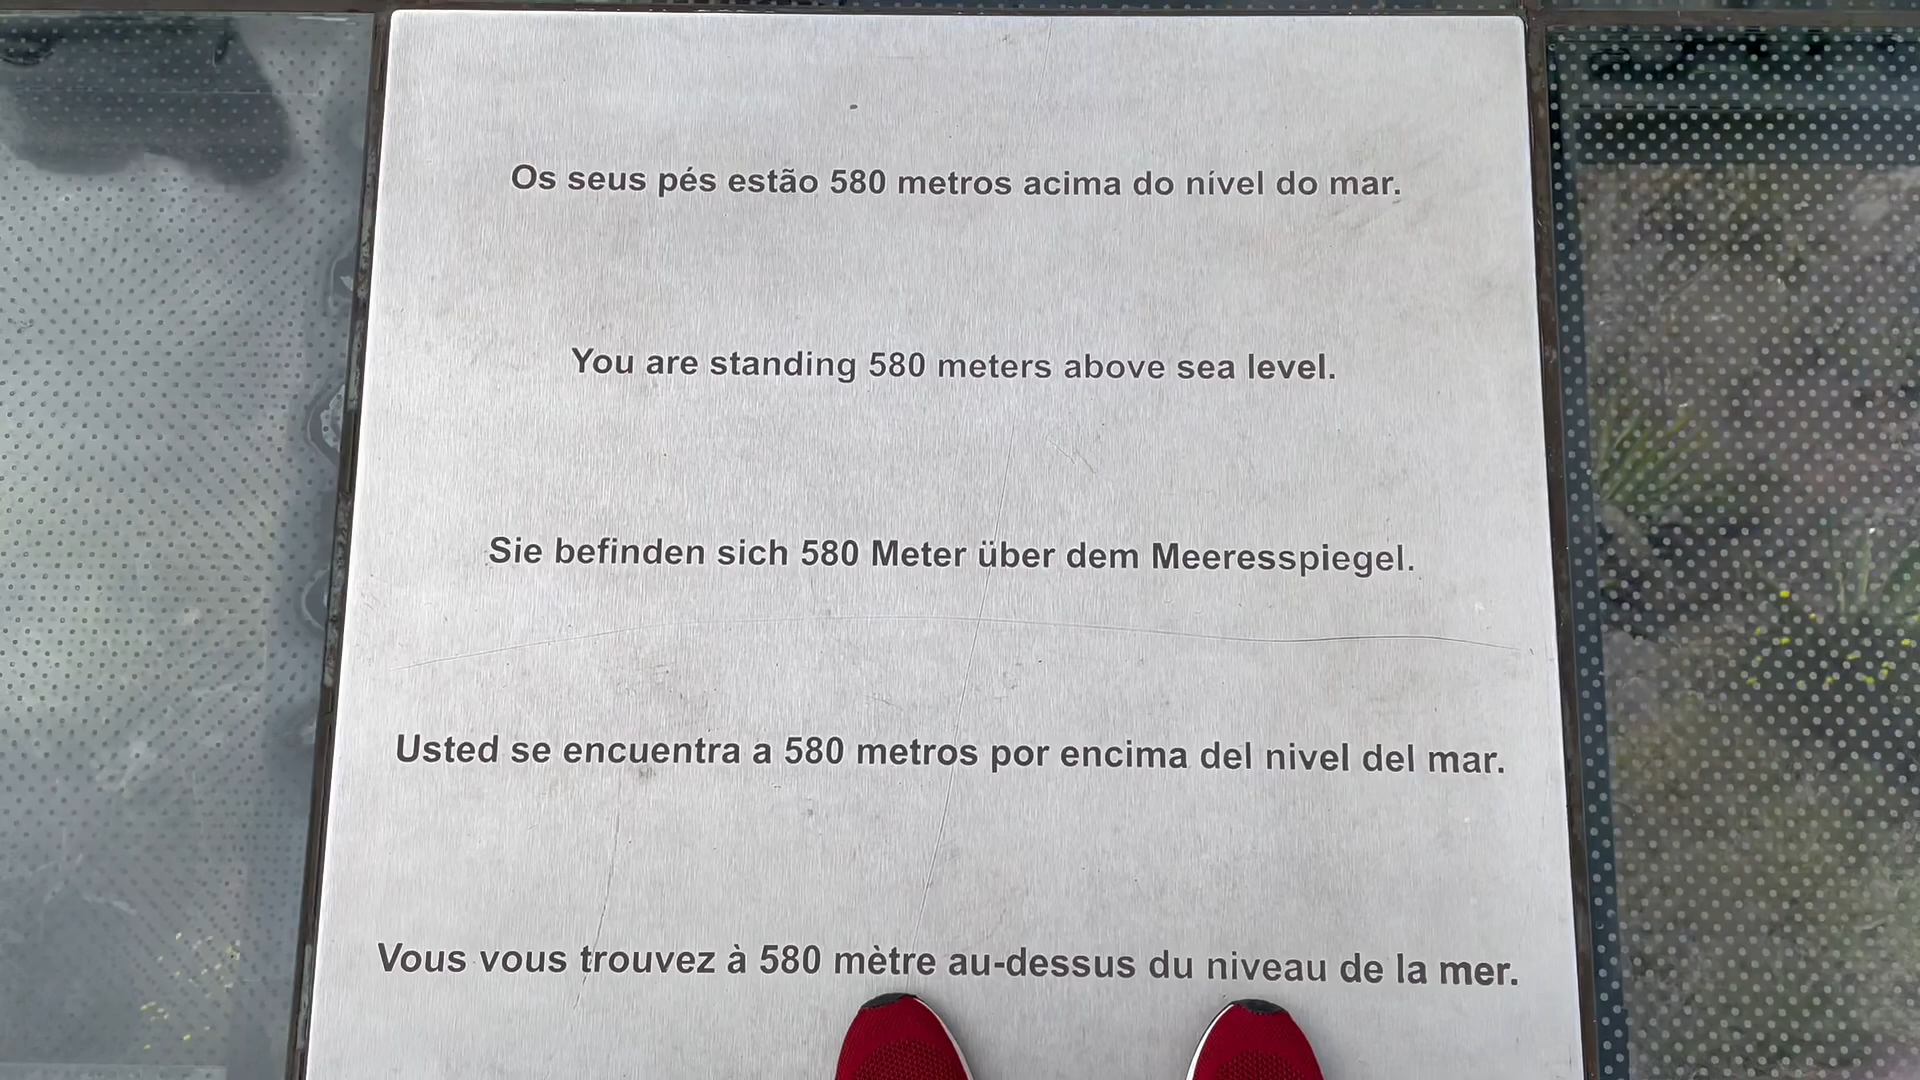 Os seus pés estão 580 metros acima do nível do mar.
You are standing 580 meters above sea level.
Sie befinden sich 580 Meter über dem Meeresspiegel.
Usted se encuentra a 580 metros por encima del nivel del mar.
Vous vous trouvez à 580 mètre au-dessus du niveau de la mer.